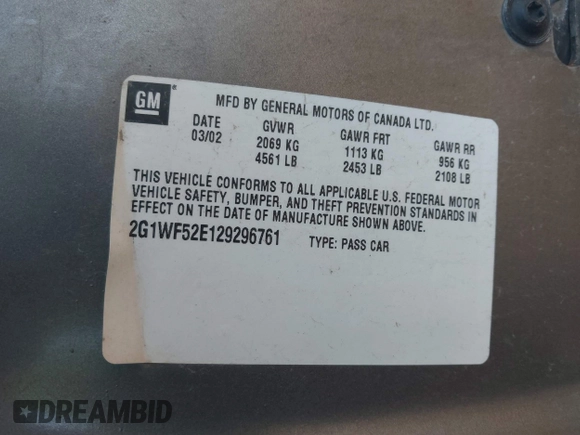 GM
MFD BY GENERAL MOTORS OF CANADA LTD.
DATE GVWR GAWR FRT GAWR RR
03/02 2069 KG 1113 KG 956 KG
4561 LB 2453 LB 2108 LB
THIS VEHICLE CONFORMS TO ALL APPLICABLE U.S. FEDERAL MOTOR
VEHICLE SAFETY, BUMPER, AND THEFT PREVENTION STANDARDS IN
EFFECT ON THE DATE OF MANUFACTURE SHOWN ABOVE.
2G1WF52E129296761 TYPE: PASS CAR
DREAMBID